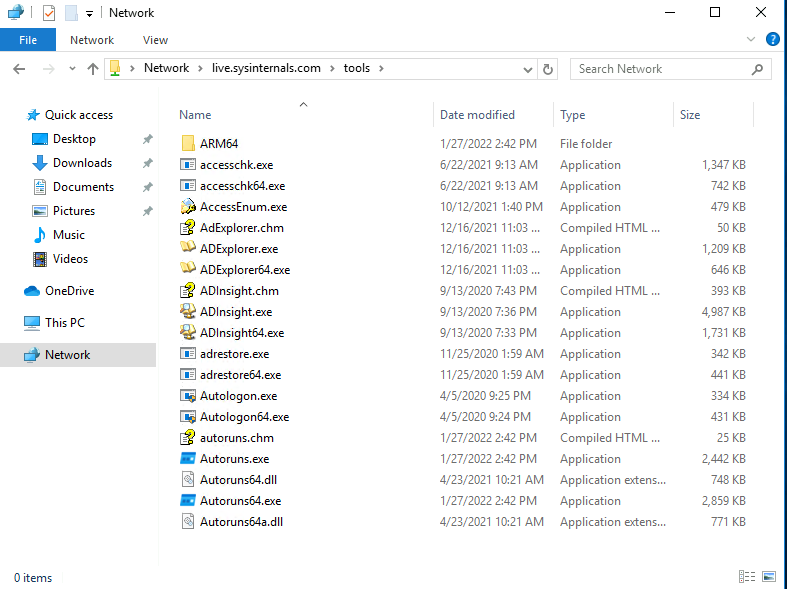 Network
File Network View
Network live.sysinternals.com tools Search Network
Name Date modified Type Size
Quick access
Desktop
Downloads
Documents
Pictures
Music
Videos
OneDrive
This PC
Network
ARM64 1/27/2022 2:42 PM File folder
accesschk.exe 6/22/2021 9:13 AM Application 1,347 KB
accesschk64.exe 6/22/2021 9:13 AM Application 742 KB
AccessEnum.exe 10/12/2021 1:40 PM Application 479 KB
AdExplorer.chm 12/16/2021 11:03 ... Compiled HTML ... 50 KB
ADExplorer.exe 12/16/2021 11:03 ... Application 1,209 KB
ADExplorer64.exe 12/16/2021 11:03 ... Application 646 KB
ADInsight.chm 9/13/2020 7:43 PM Compiled HTML ... 393 KB
ADInsight.exe 9/13/2020 7:36 PM Application 4,987 KB
ADInsight64.exe 9/13/2020 7:33 PM Application 1,731 KB
adrestore.exe 11/25/2020 1:59 AM Application 342 KB
adrestore64.exe 11/25/2020 1:59 AM Application 441 KB
Autologon.exe 4/5/2020 9:25 PM Application 334 KB
Autologon64.exe 4/5/2020 9:24 PM Application 431 KB
autoruns.chm 1/27/2022 2:42 PM Compiled HTML ... 25 KB
Autoruns.exe 1/27/2022 2:42 PM Application 2,442 KB
Autoruns64.dll 4/23/2021 10:21 AM Application extens... 748 KB
Autoruns64.exe 1/27/2022 2:42 PM Application 2,859 KB
Autoruns64a.dll 4/23/2021 10:21 AM Application extens... 771 KB
0 items